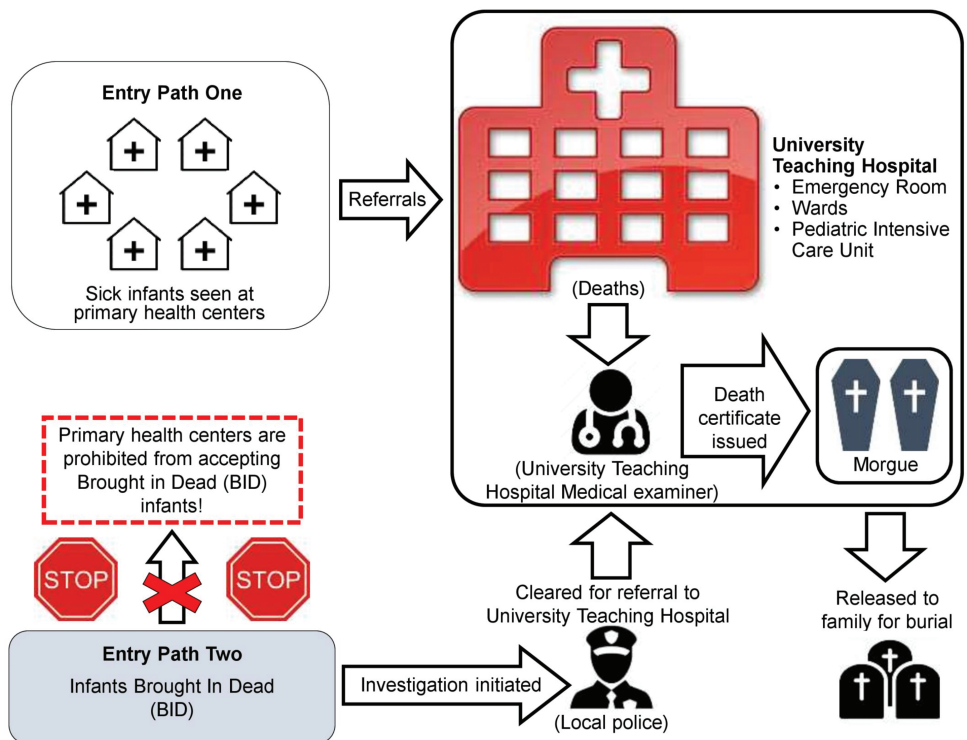 Entry Path One
Sick infants seen at
primary health centers
Referrals
University
Teaching Hospital
• Emergency Room
• Wards
• Pediatric Intensive
Care Unit
(Deaths)
(University Teaching
Hospital Medical examiner)
Death
certificate
issued
Morgue
Primary health centers are
prohibited from accepting
Brought in Dead (BID)
infants!
STOP
STOP
Entry Path Two
Infants Brought In Dead
(BID)
Investigation initiated
Cleared for referral to
University Teaching Hospital
(Local police)
Released to
family for burial